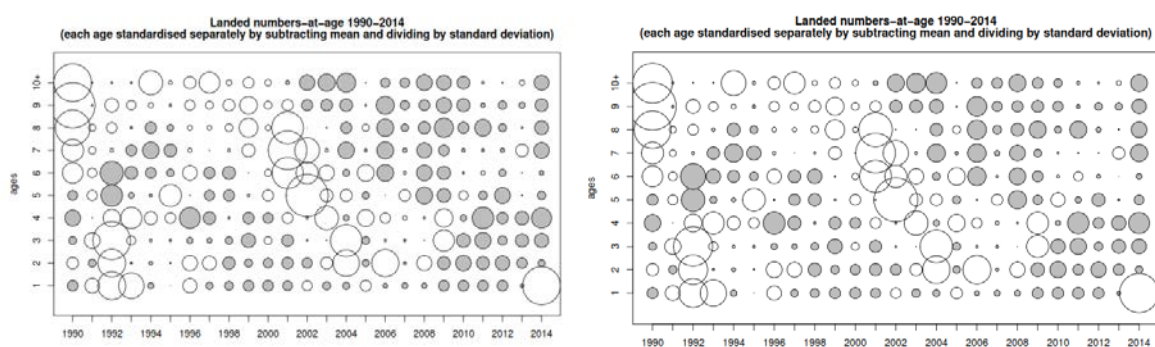 Landed numbers-at-age 1990-2014
(each age standardised separately by subtracting mean and dividing by standard deviation)
10+
9
8
7
6
5
4
3
2
1
ages
1990 1992 1994 1996 1998 2000 2002 2004 2006 2008 2010 2012 2014
Landed numbers-at-age 1990-2014
(each age standardised separately by subtracting mean and dividing by standard deviation)
10+
9
8
7
6
5
4
3
2
1
ages
1990 1992 1994 1996 1998 2000 2002 2004 2006 2008 2010 2012 2014